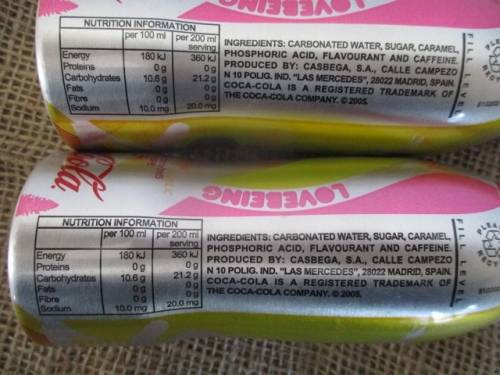 LOVEBEING
NUTRITION INFORMATION
per 100 ml per 200 ml serving
Energy 180 kJ 360 kJ
Proteins 0 g 0 g
Carbohydrates 10.6 g 21.2 g
Fats 0 g 0 g
Fibre 0 g 0 g
Sodium 10.0 mg 20.0 mg
INGREDIENTS: CARBONATED WATER, SUGAR, CARAMEL,
PHOSPHORIC ACID, FLAVOURANT AND CAFFEINE.
PRODUCED BY: CASBEGA, S.A., CALLE CAMPEZO
N 10 POLIG. IND. "LAS MERCEDES", 28022 MADRID, SPAIN.
COCA-COLA IS A REGISTERED TRADEMARK OF
THE COCA-COLA COMPANY. © 2005.
FILL LEVEL
Cola
LOVEBEING
NUTRITION INFORMATION
per 100 ml per 200 ml serving
Energy 180 kJ 360 kJ
Proteins 0 g 0 g
Carbohydrates 10.6 g 21.2 g
Fats 0 g 0 g
Fibre 0 g 0 g
Sodium 10.0 mg 20.0 mg
INGREDIENTS: CARBONATED WATER, SUGAR, CARAMEL,
PHOSPHORIC ACID, FLAVOURANT AND CAFFEINE.
PRODUCED BY: CASBEGA, S.A., CALLE CAMPEZO
N 10 POLIG. IND. "LAS MERCEDES", 28022 MADRID, SPAIN.
COCA-COLA IS A REGISTERED TRADEMARK OF
THE COCA-COLA COMPANY. © 2005.
FILL LEVEL